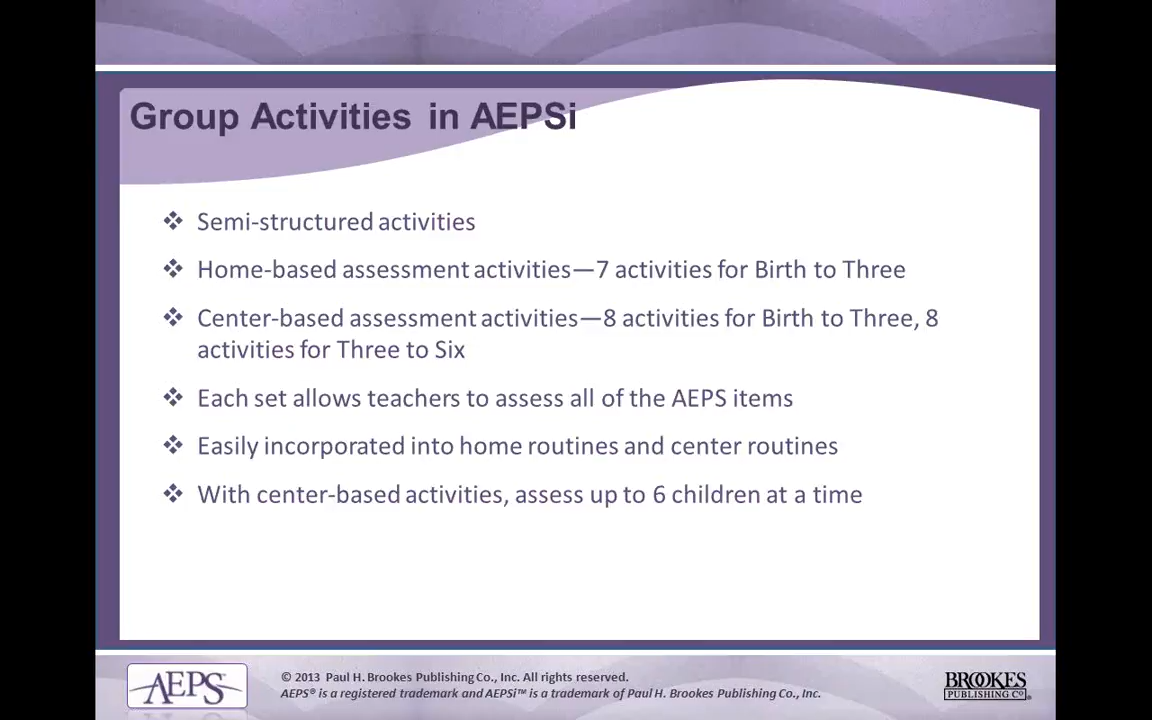 Group Activities in AEPSi
❖ Semi-structured activities
❖ Home-based assessment activities—7 activities for Birth to Three
❖ Center-based assessment activities—8 activities for Birth to Three, 8
activities for Three to Six
❖ Each set allows teachers to assess all of the AEPS items
❖ Easily incorporated into home routines and center routines
❖ With center-based activities, assess up to 6 children at a time
AEPS
© 2013 Paul H. Brookes Publishing Co., Inc. All rights reserved.
AEPS® is a registered trademark and AEPSi™ is a trademark of Paul H. Brookes Publishing Co., Inc.
BROOKES
PUBLISHING CO®